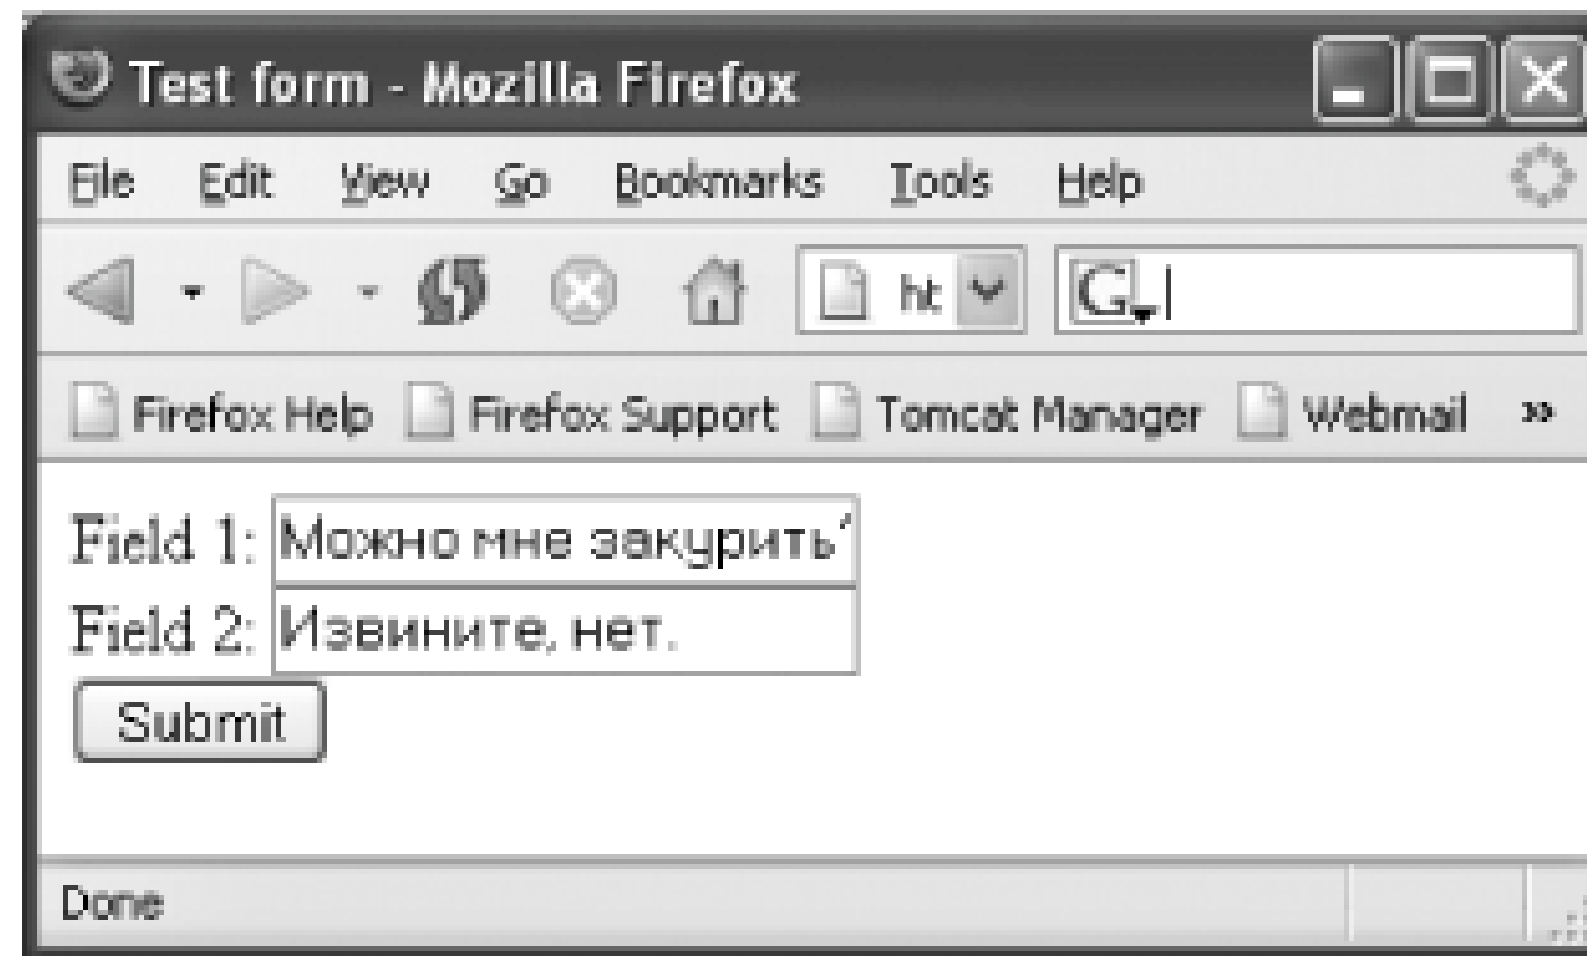 Test form - Mozilla Firefox
File Edit View Go Bookmarks Tools Help
ht G
Firefox Help Firefox Support Tomcat Manager Webmail »
Field 1: Можно мне закурить
Field 2: Извините, нет.
Submit
Done